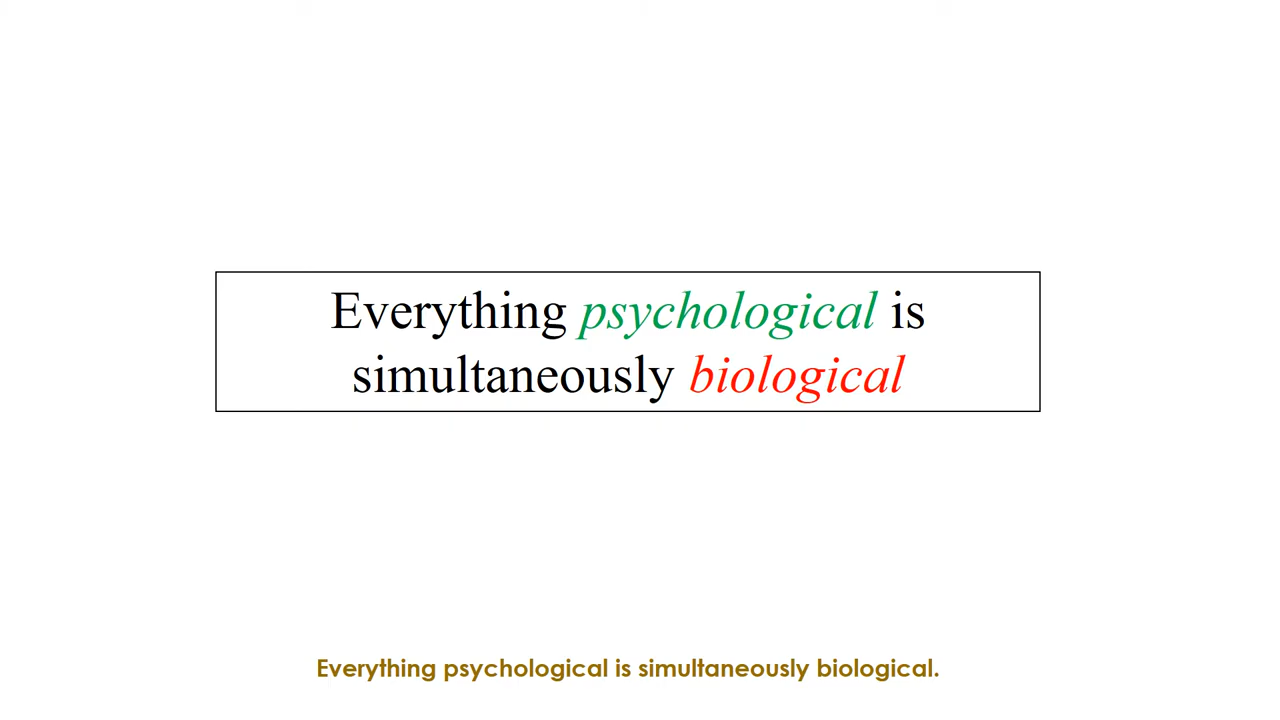 Everything psychological is
simultaneously biological
Everything psychological is simultaneously biological.